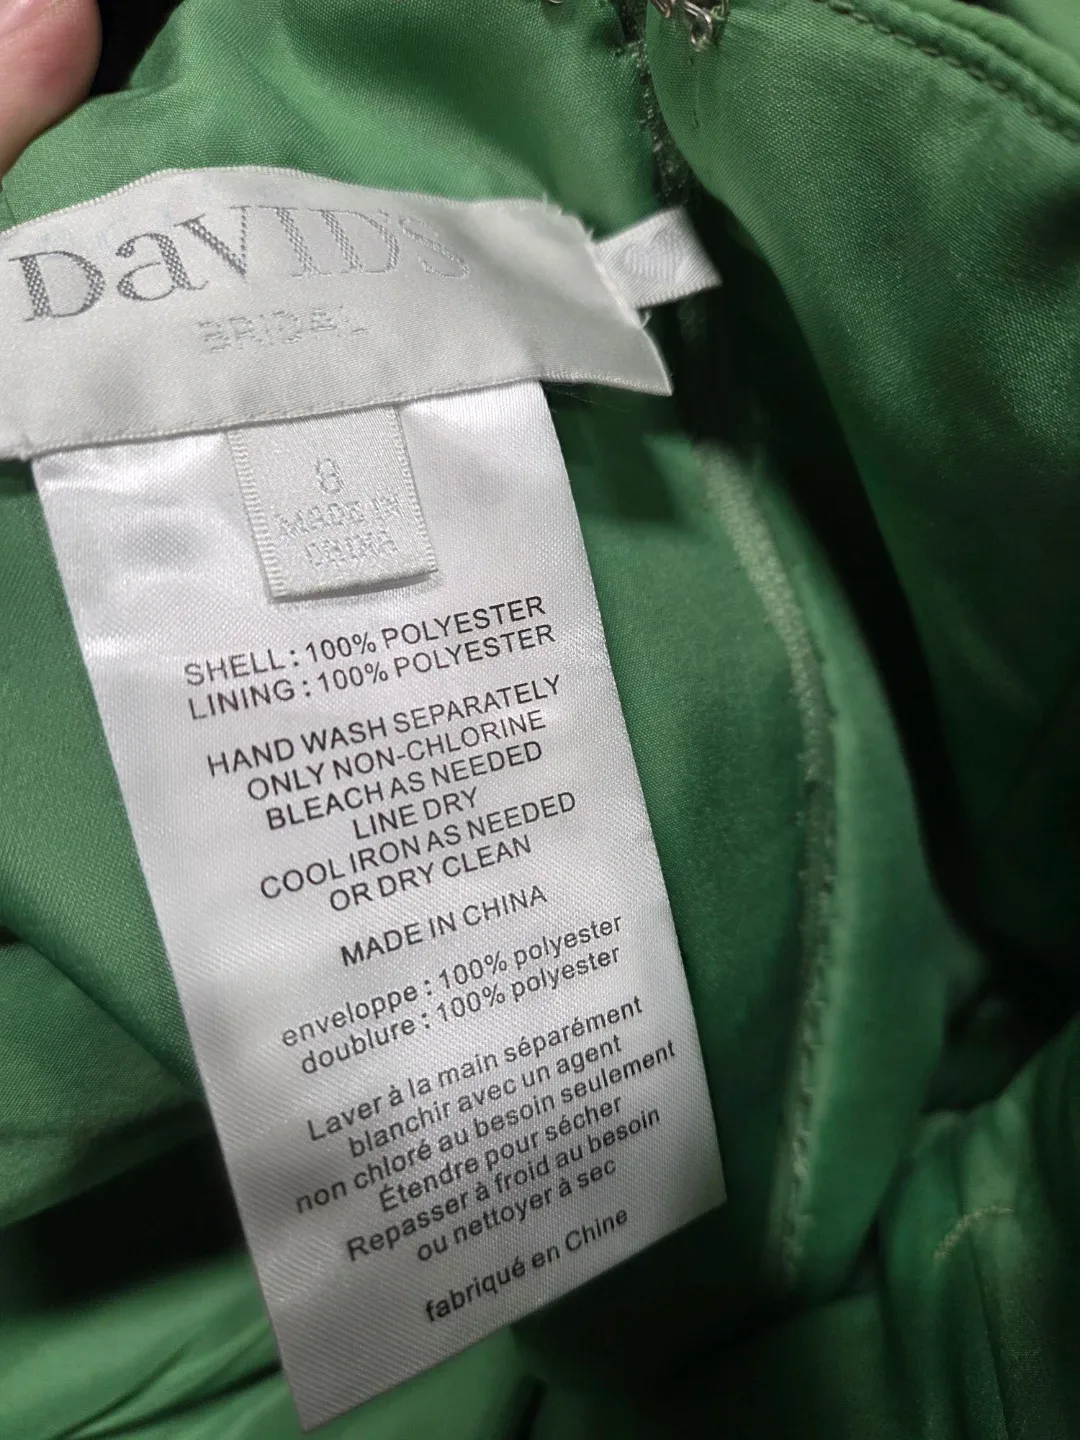 DaVID'S
BRIDAL
8
MADE IN
CHINA
SHELL : 100% POLYESTER
LINING : 100% POLYESTER
HAND WASH SEPARATELY
ONLY NON-CHLORINE
BLEACH AS NEEDED
LINE DRY
COOL IRON AS NEEDED
OR DRY CLEAN
MADE IN CHINA
enveloppe : 100% polyester
doublure : 100% polyester
Laver à la main séparément
blanchir avec un agent
non chloré au besoin seulement
Étendre pour sécher
Repasser à froid au besoin
ou nettoyer à sec
fabriqué en Chine